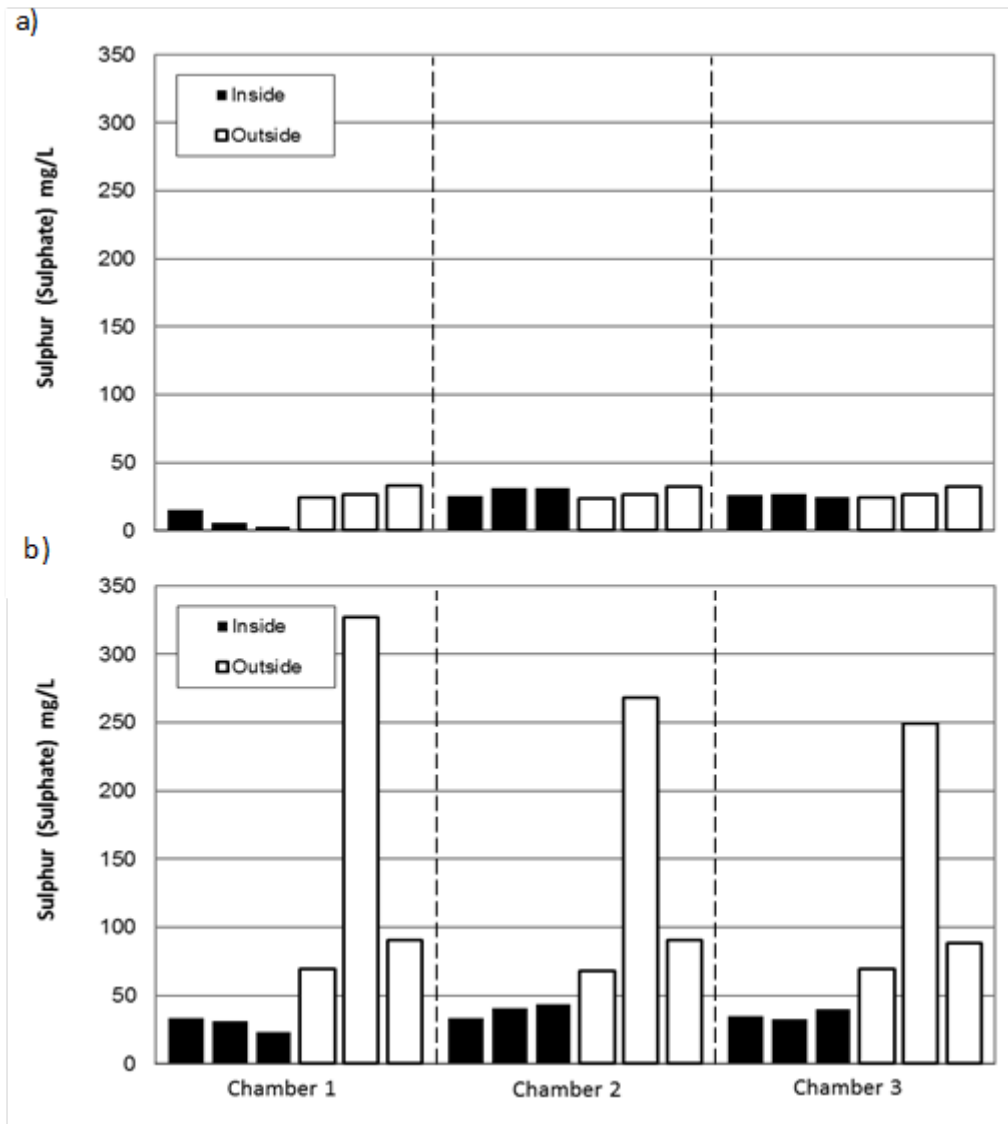 a)
Sulphur (Sulphate) mg/L
350
300
250
200
150
100
50
0
Inside
Outside
b)
Sulphur (Sulphate) mg/L
350
300
250
200
150
100
50
0
Inside
Outside
Chamber 1
Chamber 2
Chamber 3